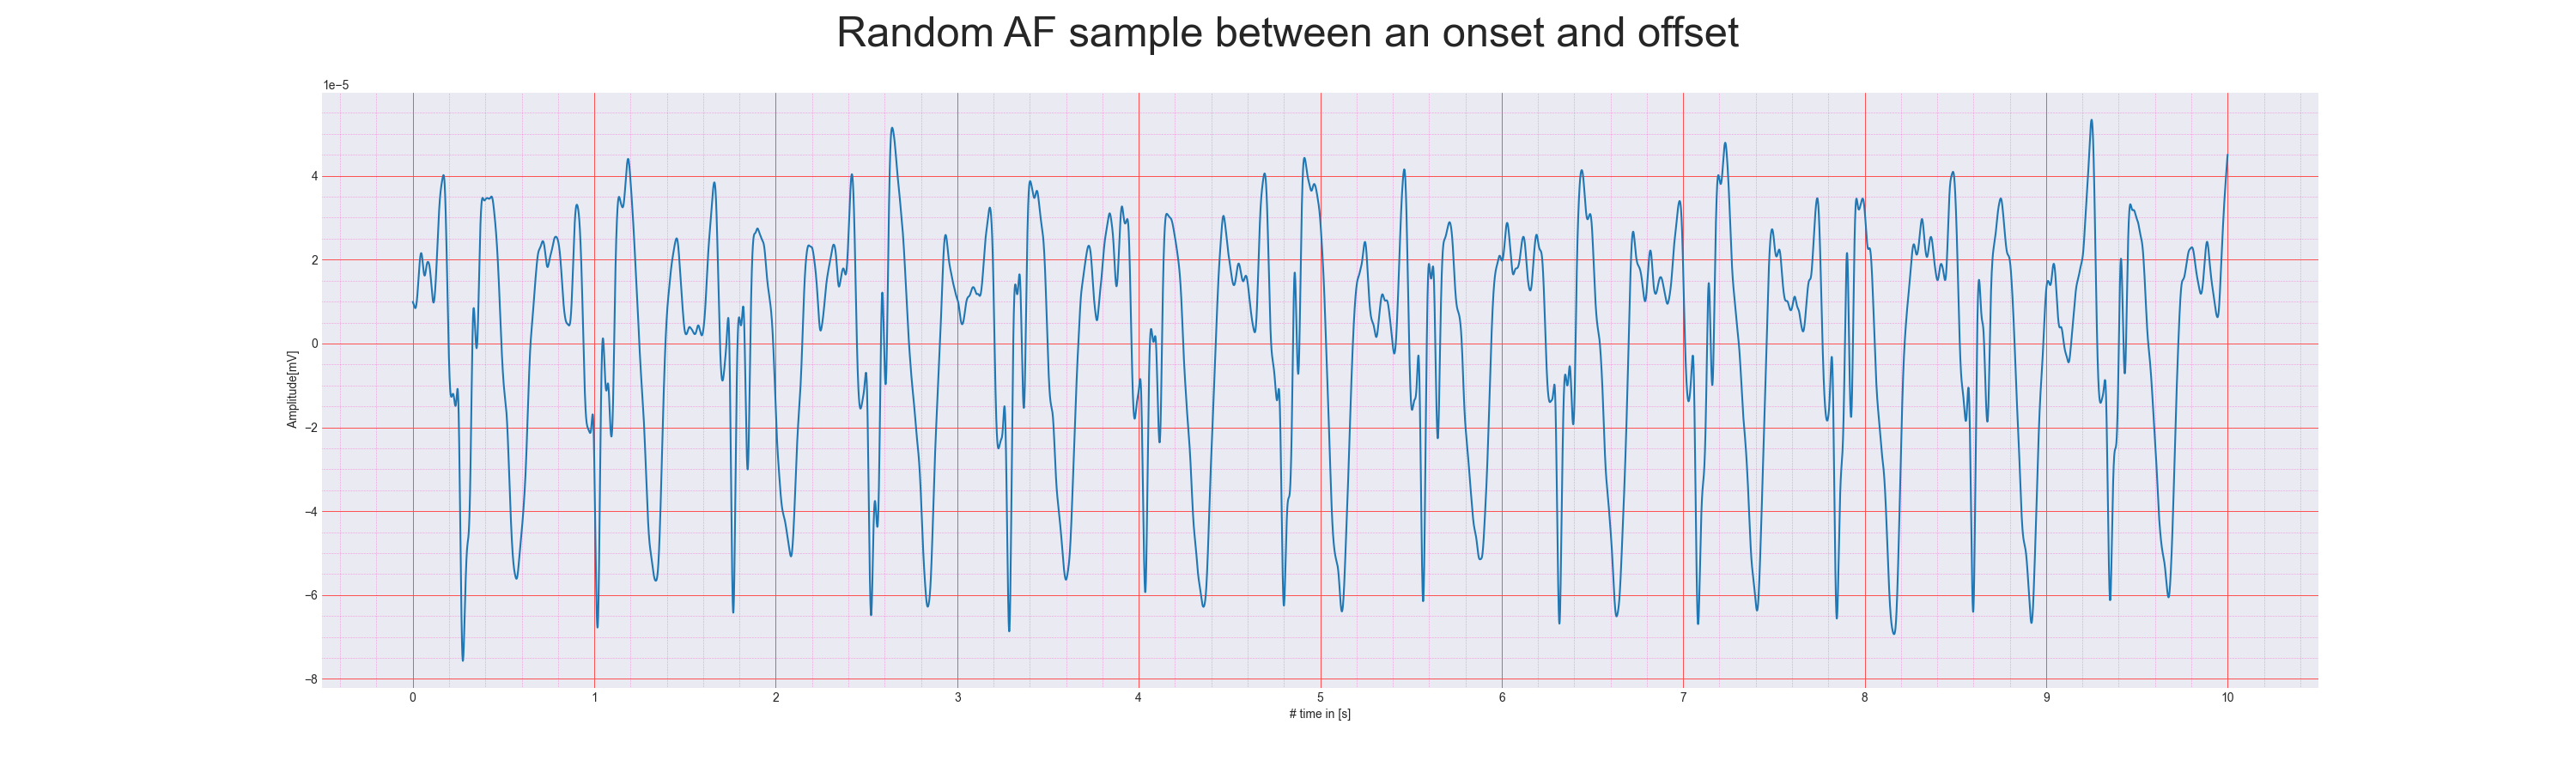 Random AF sample between an onset and offset
1e−5
4
2
0
−2
−4
−6
−8
Amplitude[mV]
0 1 2 3 4 5 6 7 8 9 10
# time in [s]